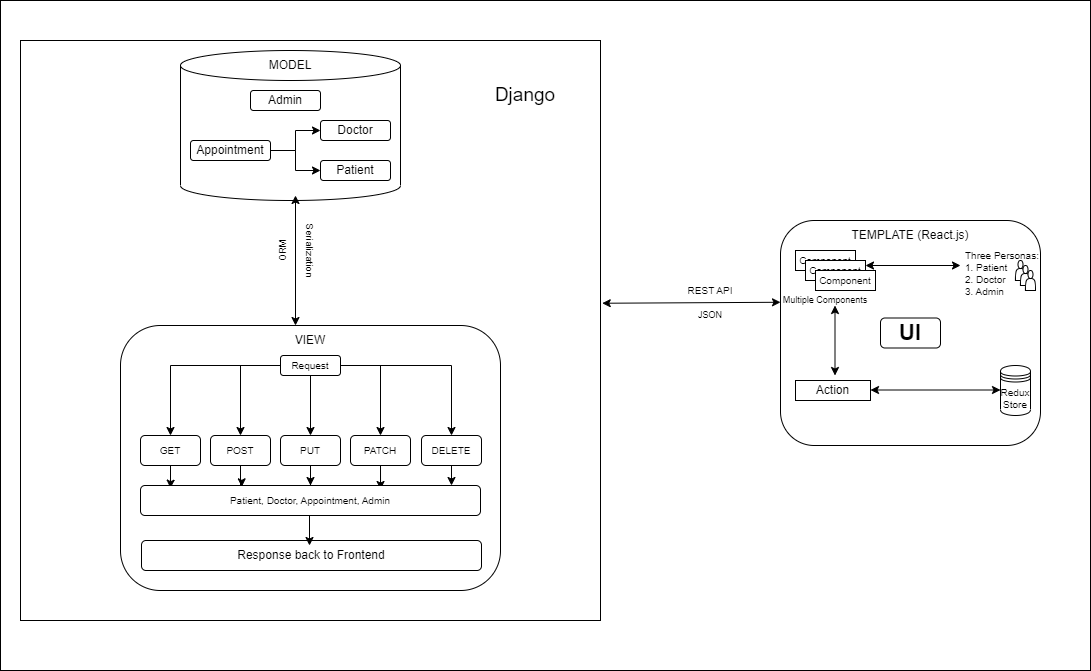 MODEL
Admin
Django
Doctor
Appointment
Patient
ORM
Serialization
VIEW
Request
GET
POST
PUT
PATCH
DELETE
Patient, Doctor, Appointment, Admin
Response back to Frontend
REST API
JSON
TEMPLATE (React.js)
Component
Component
Component
Multiple Components
Three Personas:
1. Patient
2. Doctor
3. Admin
UI
Action
Redux
Store